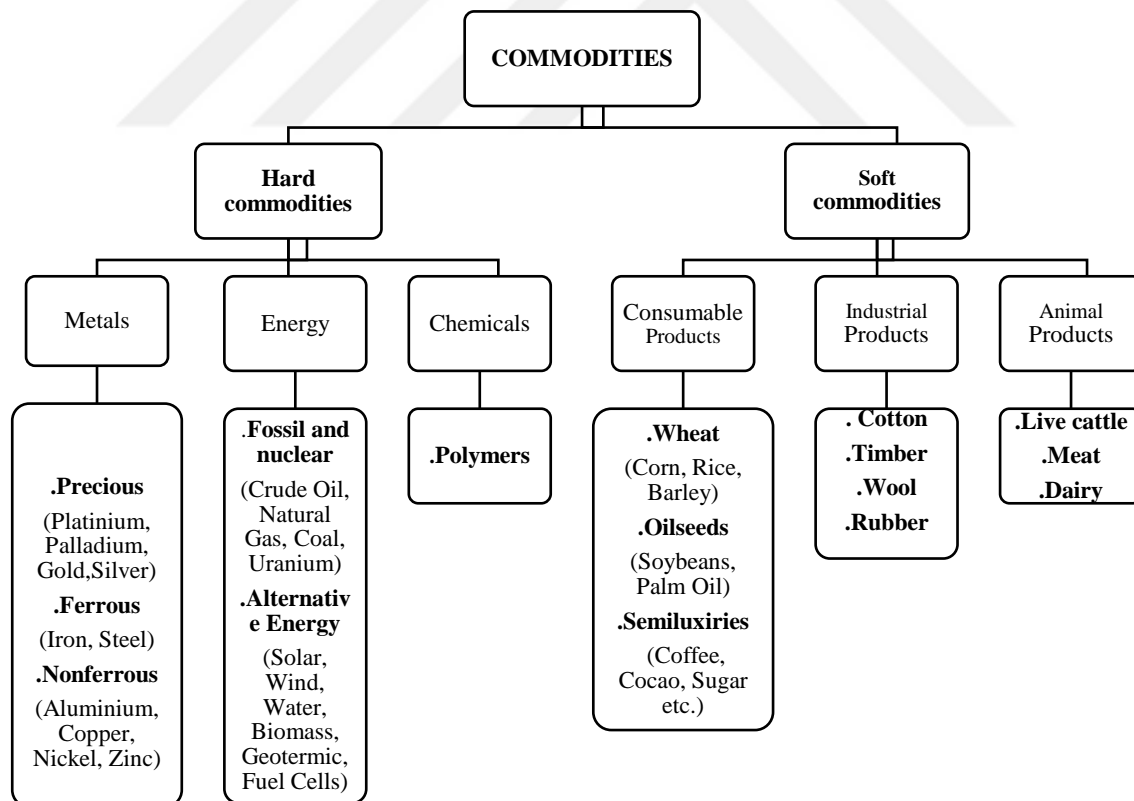 COMMODITIES
Hard
commodities
Soft
commodities
Metals
Energy
Chemicals
Consumable
Products
Industrial
Products
Animal
Products
.Precious
(Platinium,
Palladium,
Gold,Silver)
.Ferrous
(Iron, Steel)
.Nonferrous
(Aluminium,
Copper,
Nickel, Zinc)
.Fossil and
nuclear
(Crude Oil,
Natural
Gas, Coal,
Uranium)
.Alternativ
e Energy
(Solar,
Wind,
Water,
Biomass,
Geotermic,
Fuel Cells)
.Polymers
.Wheat
(Corn, Rice,
Barley)
.Oilseeds
(Soybeans,
Palm Oil)
.Semiluxiries
(Coffee,
Cocao, Sugar
etc.)
. Cotton
.Timber
.Wool
.Rubber
.Live cattle
.Meat
.Dairy